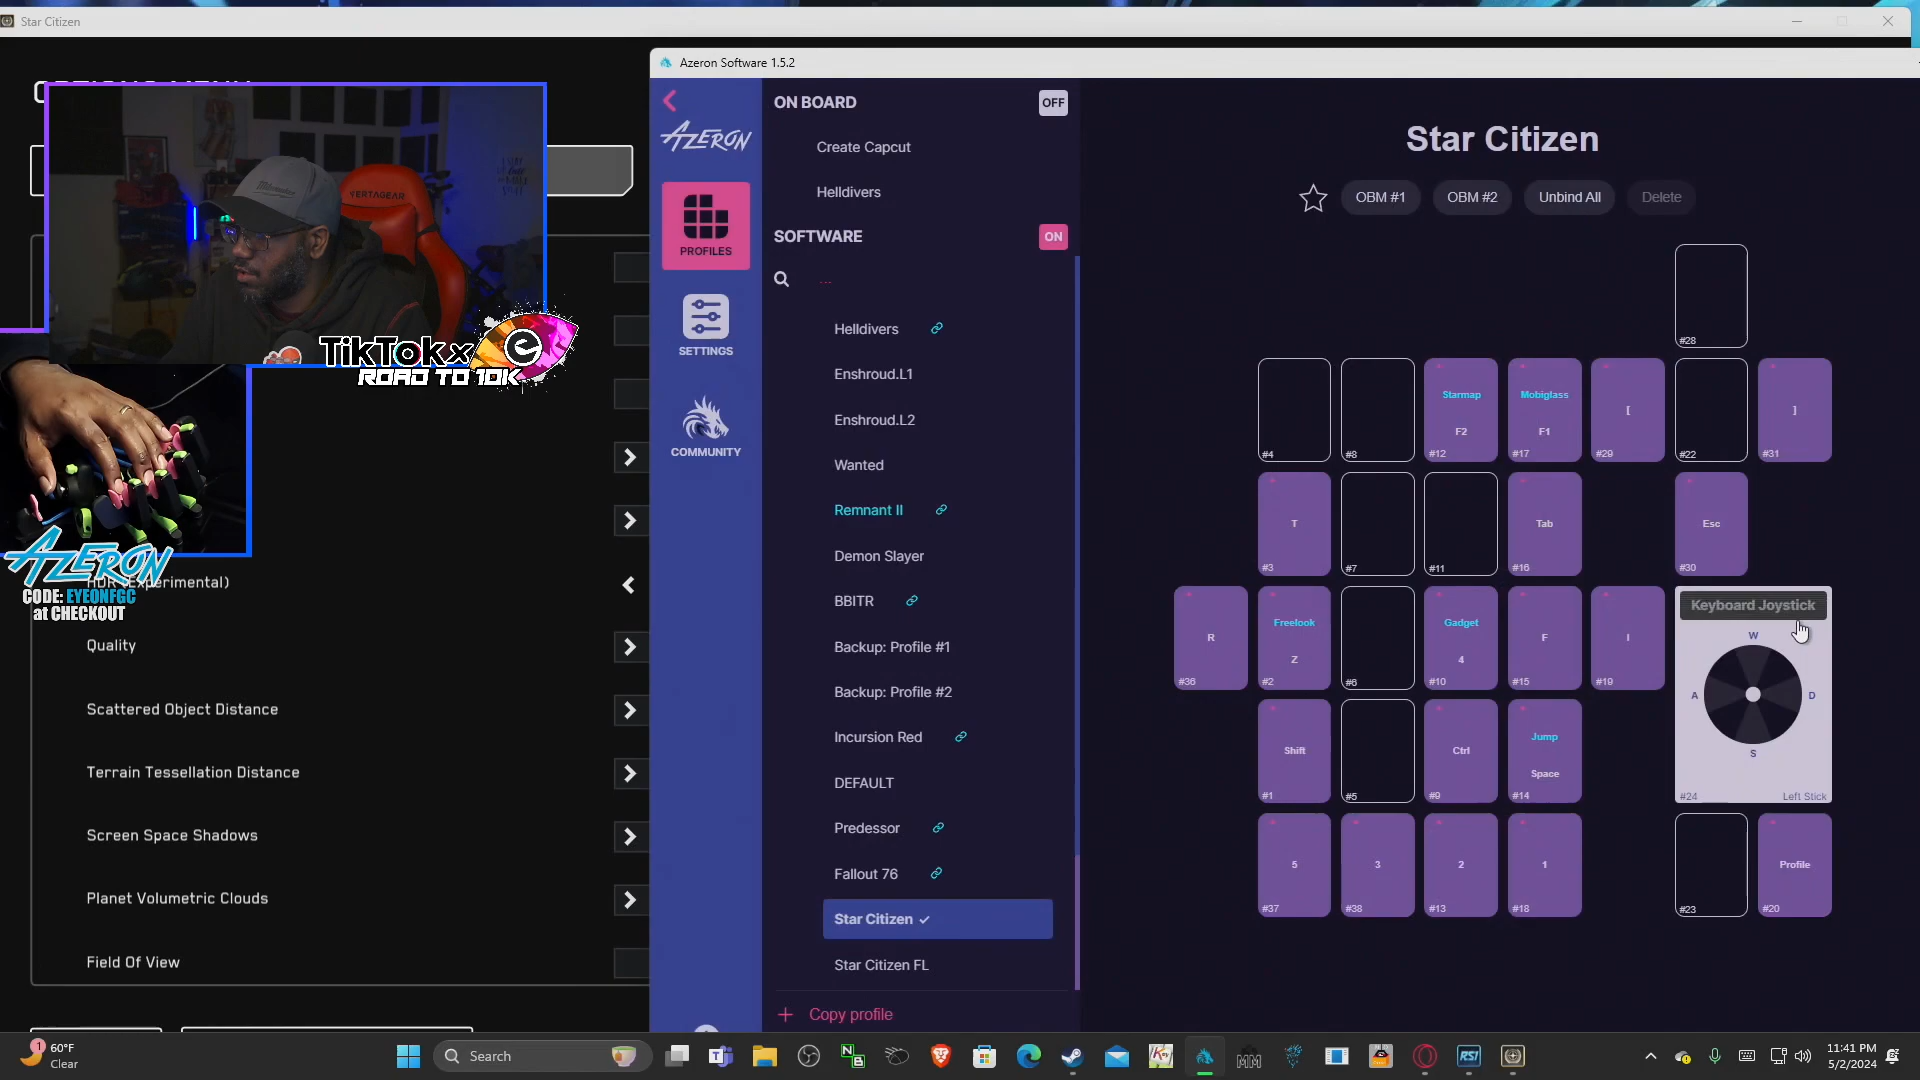 Star Citizen
Azeron Software 1.5.2
AZERON
PROFILES
SETTINGS
COMMUNITY
ON BOARD
OFF
Create Capcut
Helldivers
SOFTWARE
ON
...
Helldivers
Enshroud.L1
Enshroud.L2
Wanted
Remnant II
Demon Slayer
BBITR
Backup: Profile #1
Backup: Profile #2
Incursion Red
DEFAULT
Predessor
Fallout 76
Star Citizen
Star Citizen FL
+ Copy profile
Star Citizen
OBM #1
OBM #2
Unbind All
Delete
#28
#4
#8
Starmap
F2
#12
Mobiglass
F1
#17
[
#29
#22
]
#31
T
#3
#7
#11
Tab
#16
Esc
#30
R
#36
Freelook
Z
#2
#6
Gadget
4
#10
F
#15
I
#19
Keyboard Joystick
W
A
D
S
#24
Left Stick
Shift
#1
#5
Ctrl
#9
Jump
Space
#14
5
#37
3
#38
2
#13
1
#18
#23
Profile
#20
VERTAGEAR
TikTok x e
ROAD TO 10K
AZERON
CODE: EYEONFGC
at CHECKOUT
HDR (Experimental)
Quality
Scattered Object Distance
Terrain Tessellation Distance
Screen Space Shadows
Planet Volumetric Clouds
Field Of View
1
60°F
Clear
Search
NB
MM
RSI
11:41 PM
5/2/2024